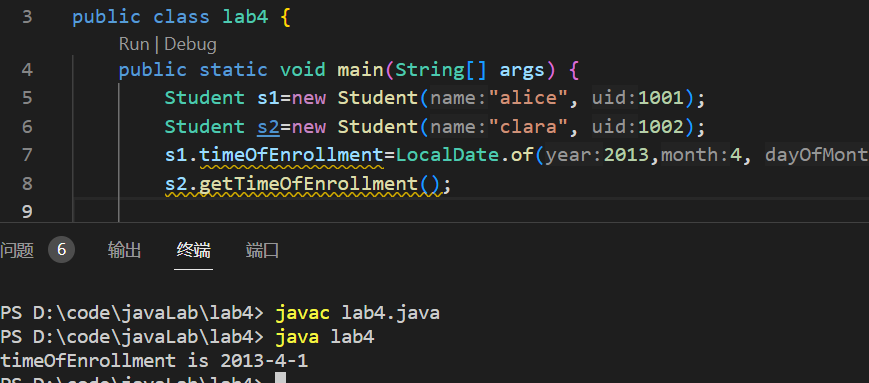 3 public class lab4 {
Run | Debug
4 public static void main(String[] args) {
5 Student s1=new Student(name:"alice", uid:1001);
6 Student s2=new Student(name:"clara", uid:1002);
7 s1.timeOfEnrollment=LocalDate.of(year:2013,month:4, dayOfMont
8 s2.getTimeOfEnrollment();
9
问题 6 输出 终端 端口
PS D:\code\javaLab\lab4> javac lab4.java
PS D:\code\javaLab\lab4> java lab4
timeOfEnrollment is 2013-4-1
PS D:\code\javaLab\lab4>